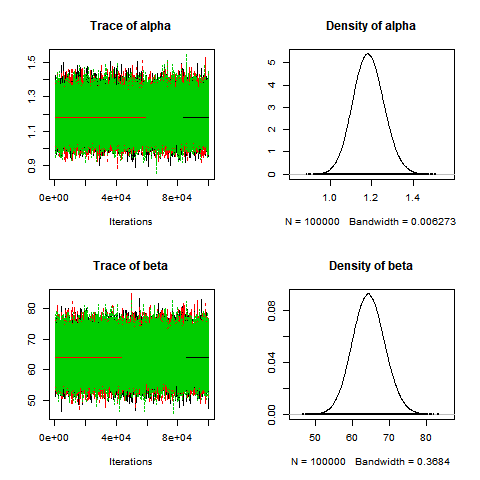 Trace of alpha
1.5
1.3
1.1
0.9
0e+00
4e+04
8e+04
Iterations
Density of alpha
5
4
3
2
1
0
1.0
1.2
1.4
N = 100000 Bandwidth = 0.006273
Trace of beta
80
70
60
50
0e+00
4e+04
8e+04
Iterations
Density of beta
0.08
0.04
0.00
50
60
70
80
N = 100000 Bandwidth = 0.3684